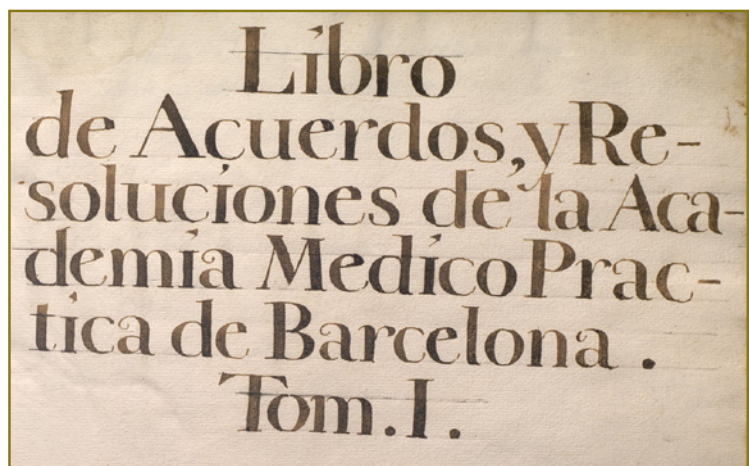 Libro
de Acuerdos, y Re-
soluciones de la Aca-
demia Medico Prac-
tica de Barcelona.
Tom. I.